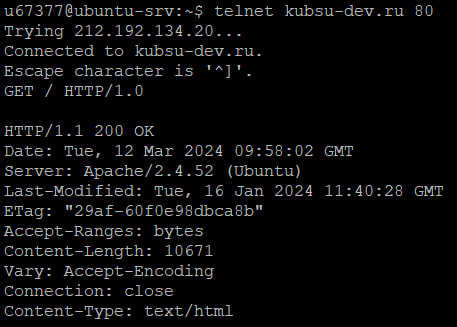 u67377@ubuntu-srv:~$ telnet kubsu-dev.ru 80
Trying 212.192.134.20...
Connected to kubsu-dev.ru.
Escape character is '^]'.
GET / HTTP/1.0

HTTP/1.1 200 OK
Date: Tue, 12 Mar 2024 09:58:02 GMT
Server: Apache/2.4.52 (Ubuntu)
Last-Modified: Tue, 16 Jan 2024 11:40:28 GMT
ETag: "29af-60f0e98dbca8b"
Accept-Ranges: bytes
Content-Length: 10671
Vary: Accept-Encoding
Connection: close
Content-Type: text/html